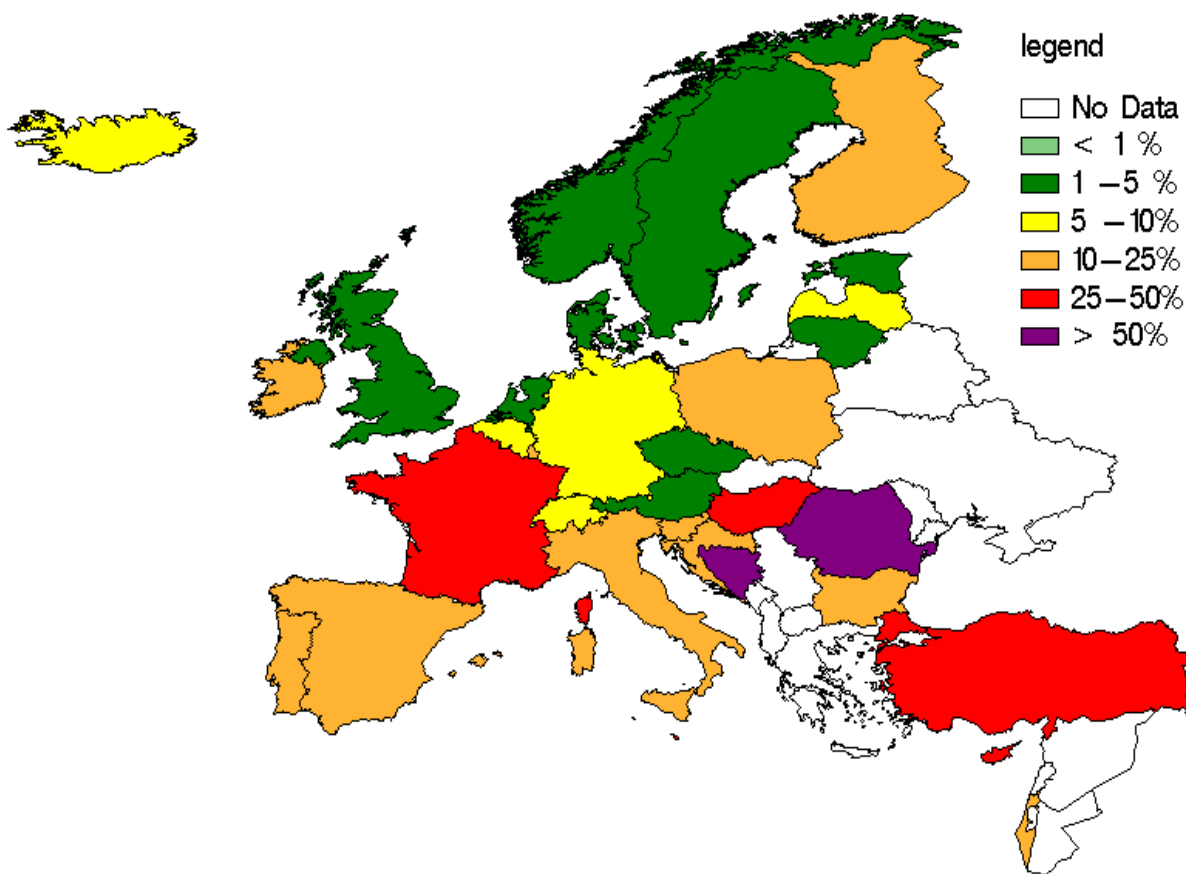 legend
No Data
< 1 %
1 –5 %
5 –10%
10–25%
25–50%
> 50%